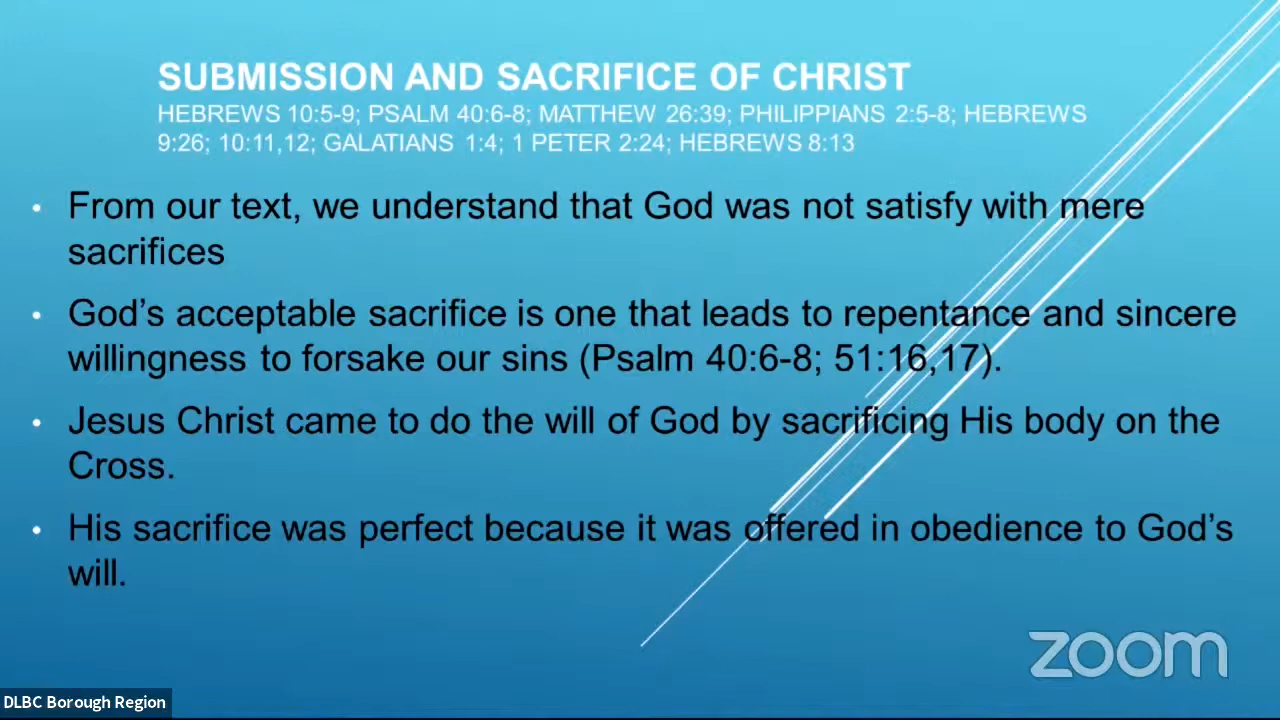 SUBMISSION AND SACRIFICE OF CHRIST
HEBREWS 10:5-9; PSALM 40:6-8; MATTHEW 26:39; PHILIPPIANS 2:5-8; HEBREWS
9:26; 10:11,12; GALATIANS 1:4; 1 PETER 2:24; HEBREWS 8:13
• From our text, we understand that God was not satisfy with mere
sacrifices
• God’s acceptable sacrifice is one that leads to repentance and sincere
willingness to forsake our sins (Psalm 40:6-8; 51:16,17).
• Jesus Christ came to do the will of God by sacrificing His body on the
Cross.
• His sacrifice was perfect because it was offered in obedience to God’s
will.
zoom
DLBC Borough Region